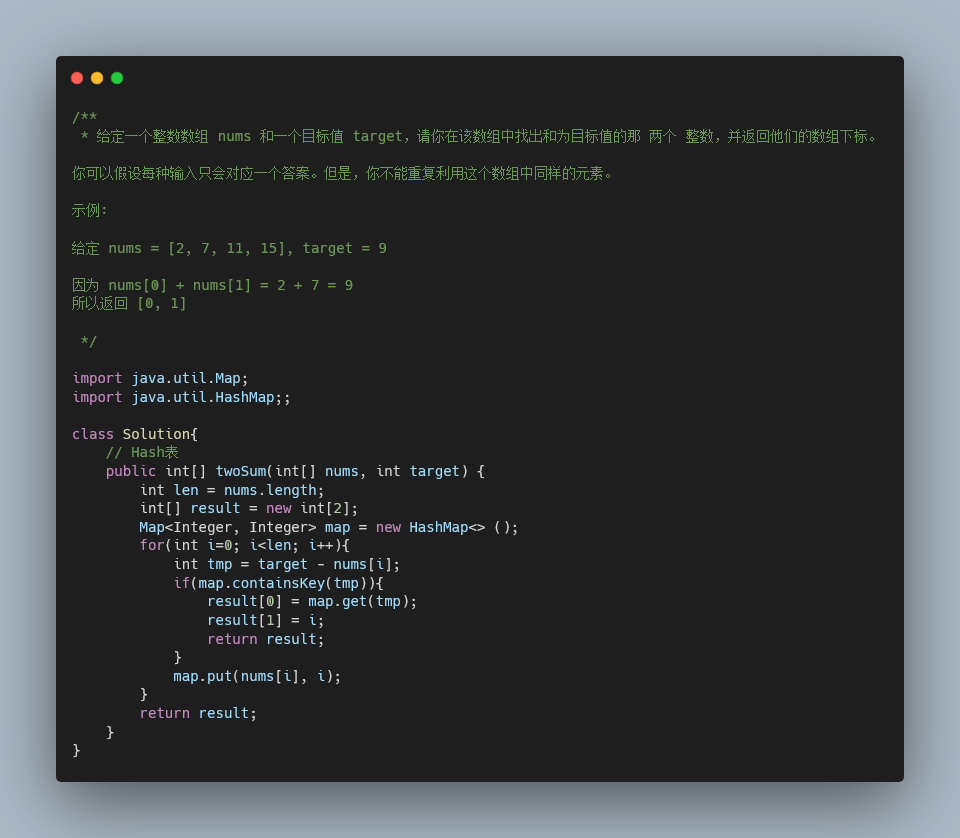 /**
 * 给定一个整数数组 nums 和一个目标值 target，请你在该数组中找出和为目标值的那 两个 整数，并返回他们的数组下标。
你可以假设每种输入只会对应一个答案。但是，你不能重复利用这个数组中同样的元素。
示例:
给定 nums = [2, 7, 11, 15], target = 9
因为 nums[0] + nums[1] = 2 + 7 = 9
所以返回 [0, 1]
 */
import java.util.Map;
import java.util.HashMap;;
class Solution{
    // Hash表
    public int[] twoSum(int[] nums, int target) {
        int len = nums.length;
        int[] result = new int[2];
        Map<Integer, Integer> map = new HashMap<> ();
        for(int i=0; i<len; i++){
            int tmp = target - nums[i];
            if(map.containsKey(tmp)){
                result[0] = map.get(tmp);
                result[1] = i;
                return result;
            }
            map.put(nums[i], i);
        }
        return result;
    }
}